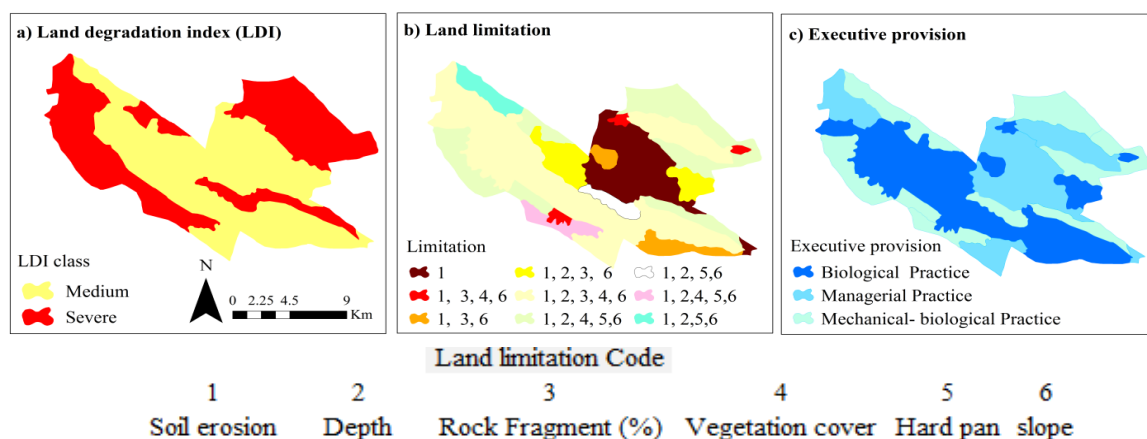 a) Land degradation index (LDI)
LDI class
Medium
Severe
N
0 2.25 4.5 9
Km
b) Land limitation
Limitation
1 1, 2, 3, 6 1, 2, 5,6
1, 3, 4, 6 1, 2, 3, 4, 6 1, 2,4, 5,6
1, 3,6 1, 2, 4, 5,6 1, 2,5,6
c) Executive provision
Executive provision
Biological Practice
Managerial Practice
Mechanical- biological Practice
Land limitation Code
1 2 3 4 5 6
Soil erosion Depth Rock Fragment (%) Vegetation cover Hard pan slope